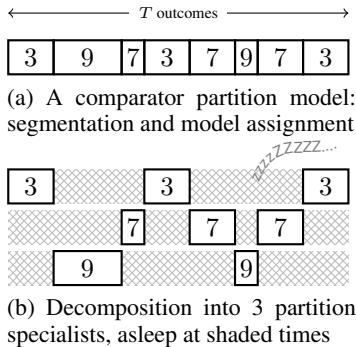 T outcomes
3 9 7 3 7 9 7 3
(a) A comparator partition model:
segmentation and model assignment
zzzzZZZZZ....
3 3 3
7 7 7
9 9
(b) Decomposition into 3 partition
specialists, asleep at shaded times